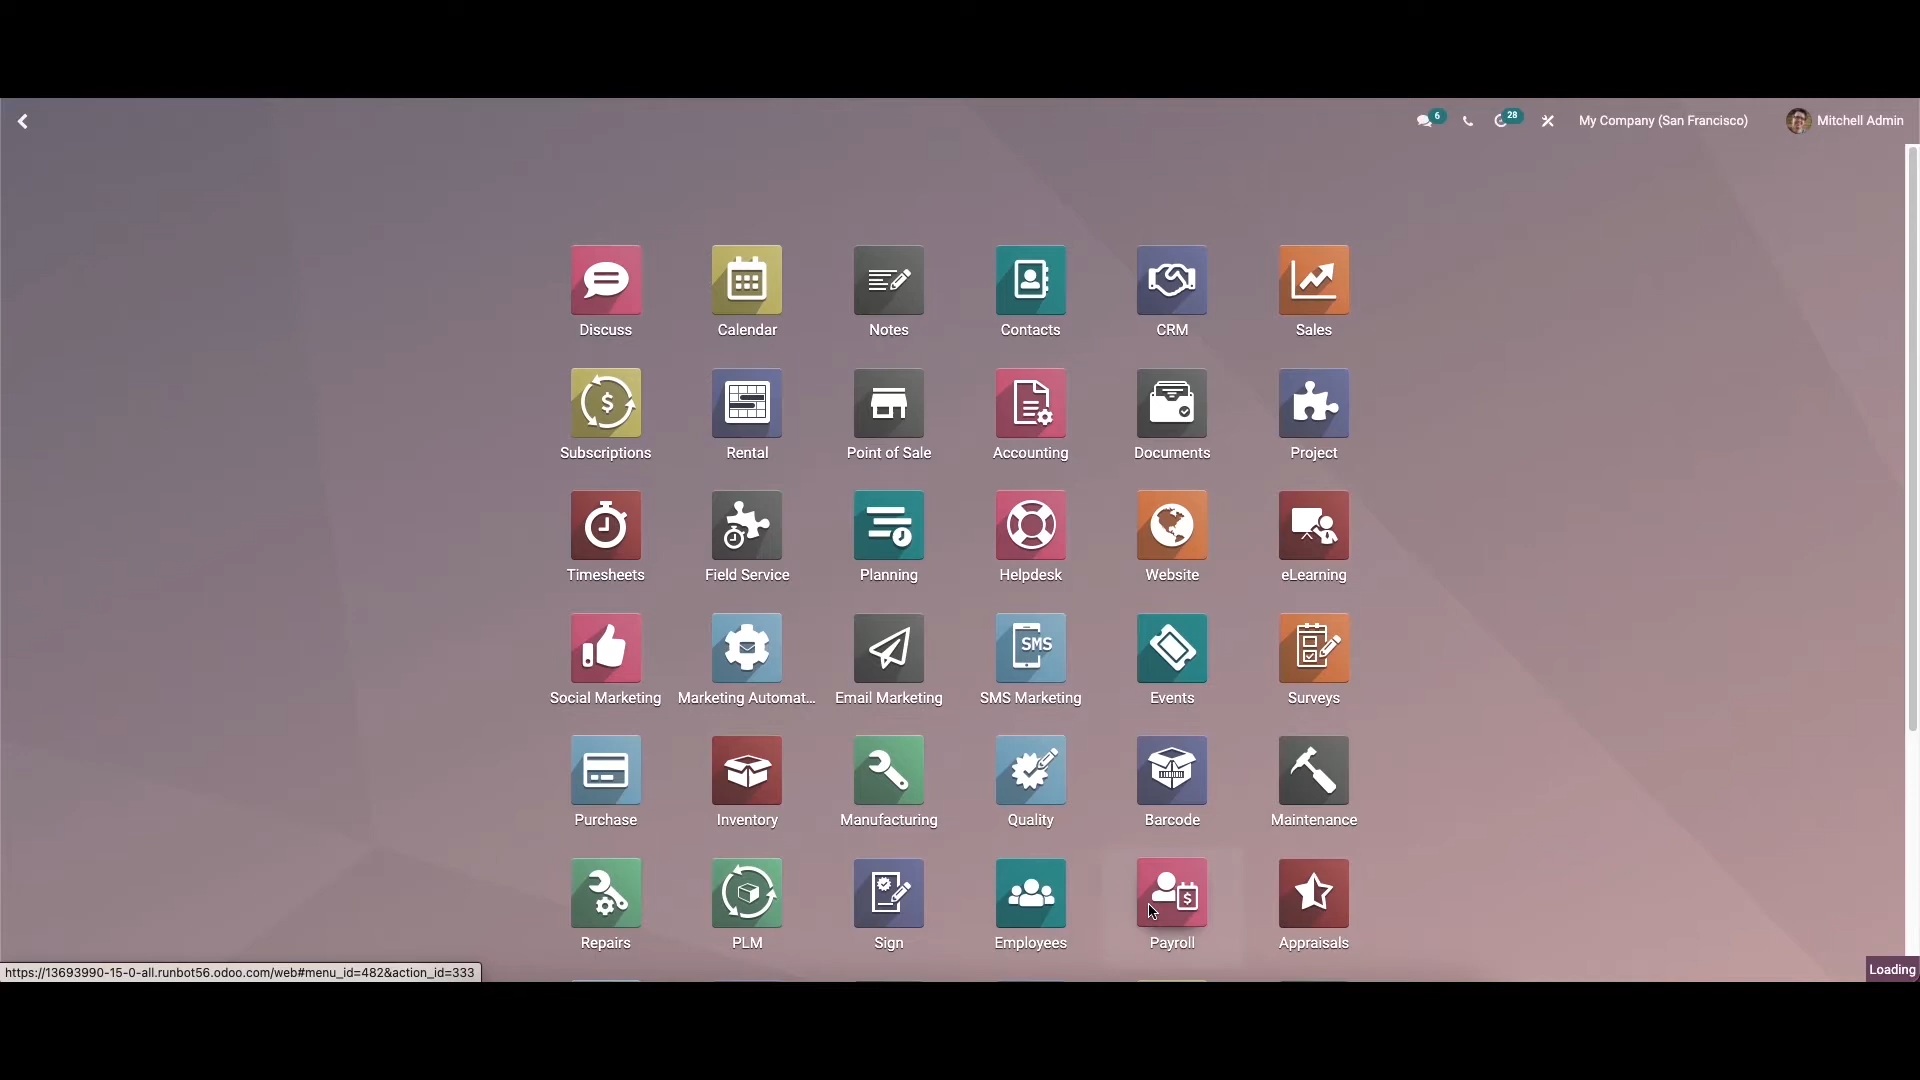 6
28
My Company (San Francisco)
Mitchell Admin
Discuss
Calendar
Notes
Contacts
CRM
Sales
Subscriptions
Rental
Point of Sale
Accounting
Documents
Project
Timesheets
Field Service
Planning
Helpdesk
Website
eLearning
SMS
Social Marketing
Marketing Automat...
Email Marketing
SMS Marketing
Events
Surveys
Purchase
Inventory
Manufacturing
Quality
Barcode
Maintenance
Repairs
PLM
Sign
Employees
Payroll
Appraisals
https://13693990-15-0-all.runbot56.odoo.com/web#menu_id=482&action_id=333
Loading